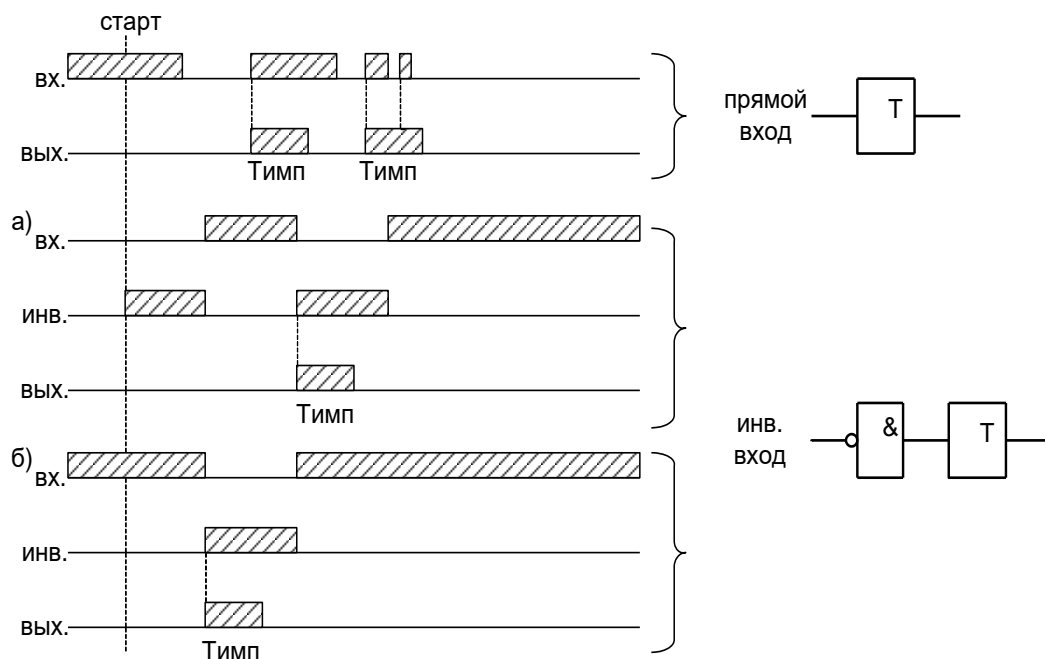 старт
вх.
вых.
Тимп Тимп
прямой
вход
T
а)
вх.
инв.
вых.
Тимп
инв.
вход
&
T
б)
вх.
инв.
вых.
Тимп